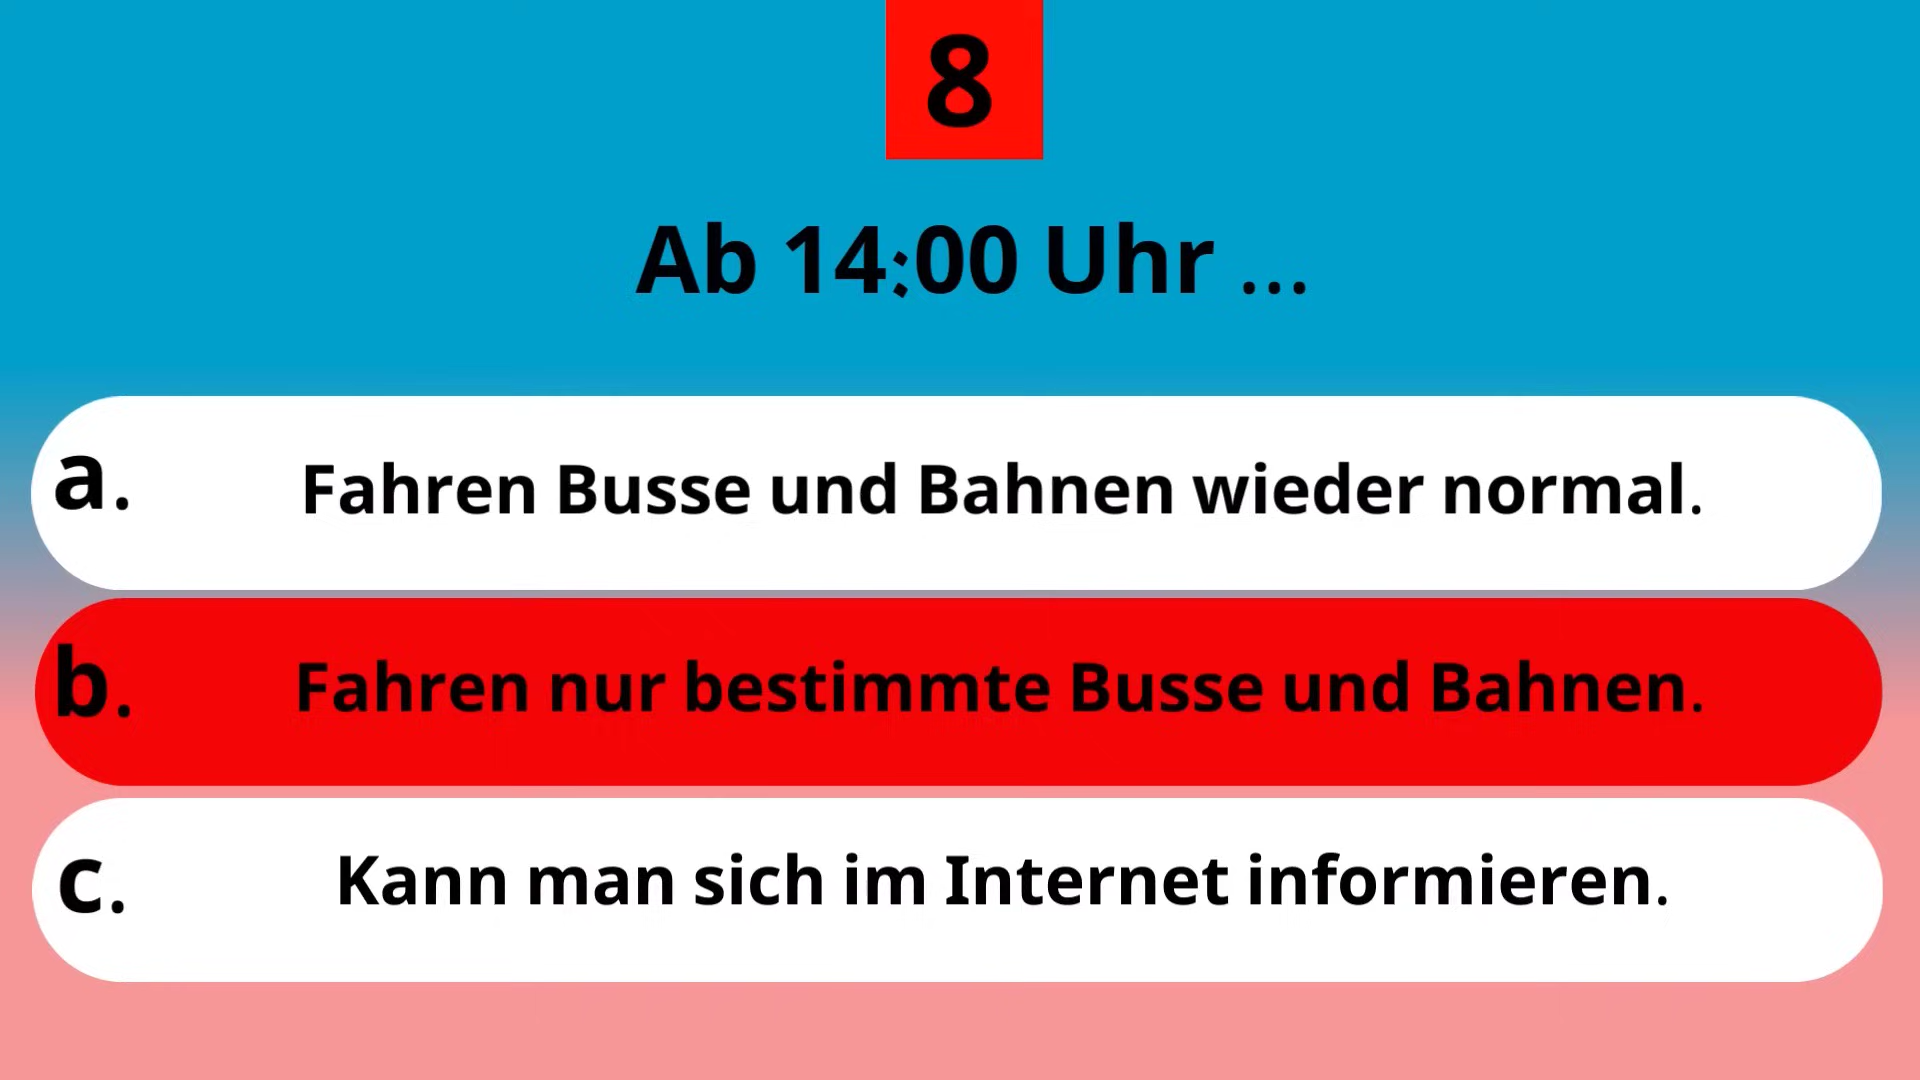 8
Ab 14:00 Uhr ...
a. Fahren Busse und Bahnen wieder normal.
b. Fahren nur bestimmte Busse und Bahnen.
c. Kann man sich im Internet informieren.